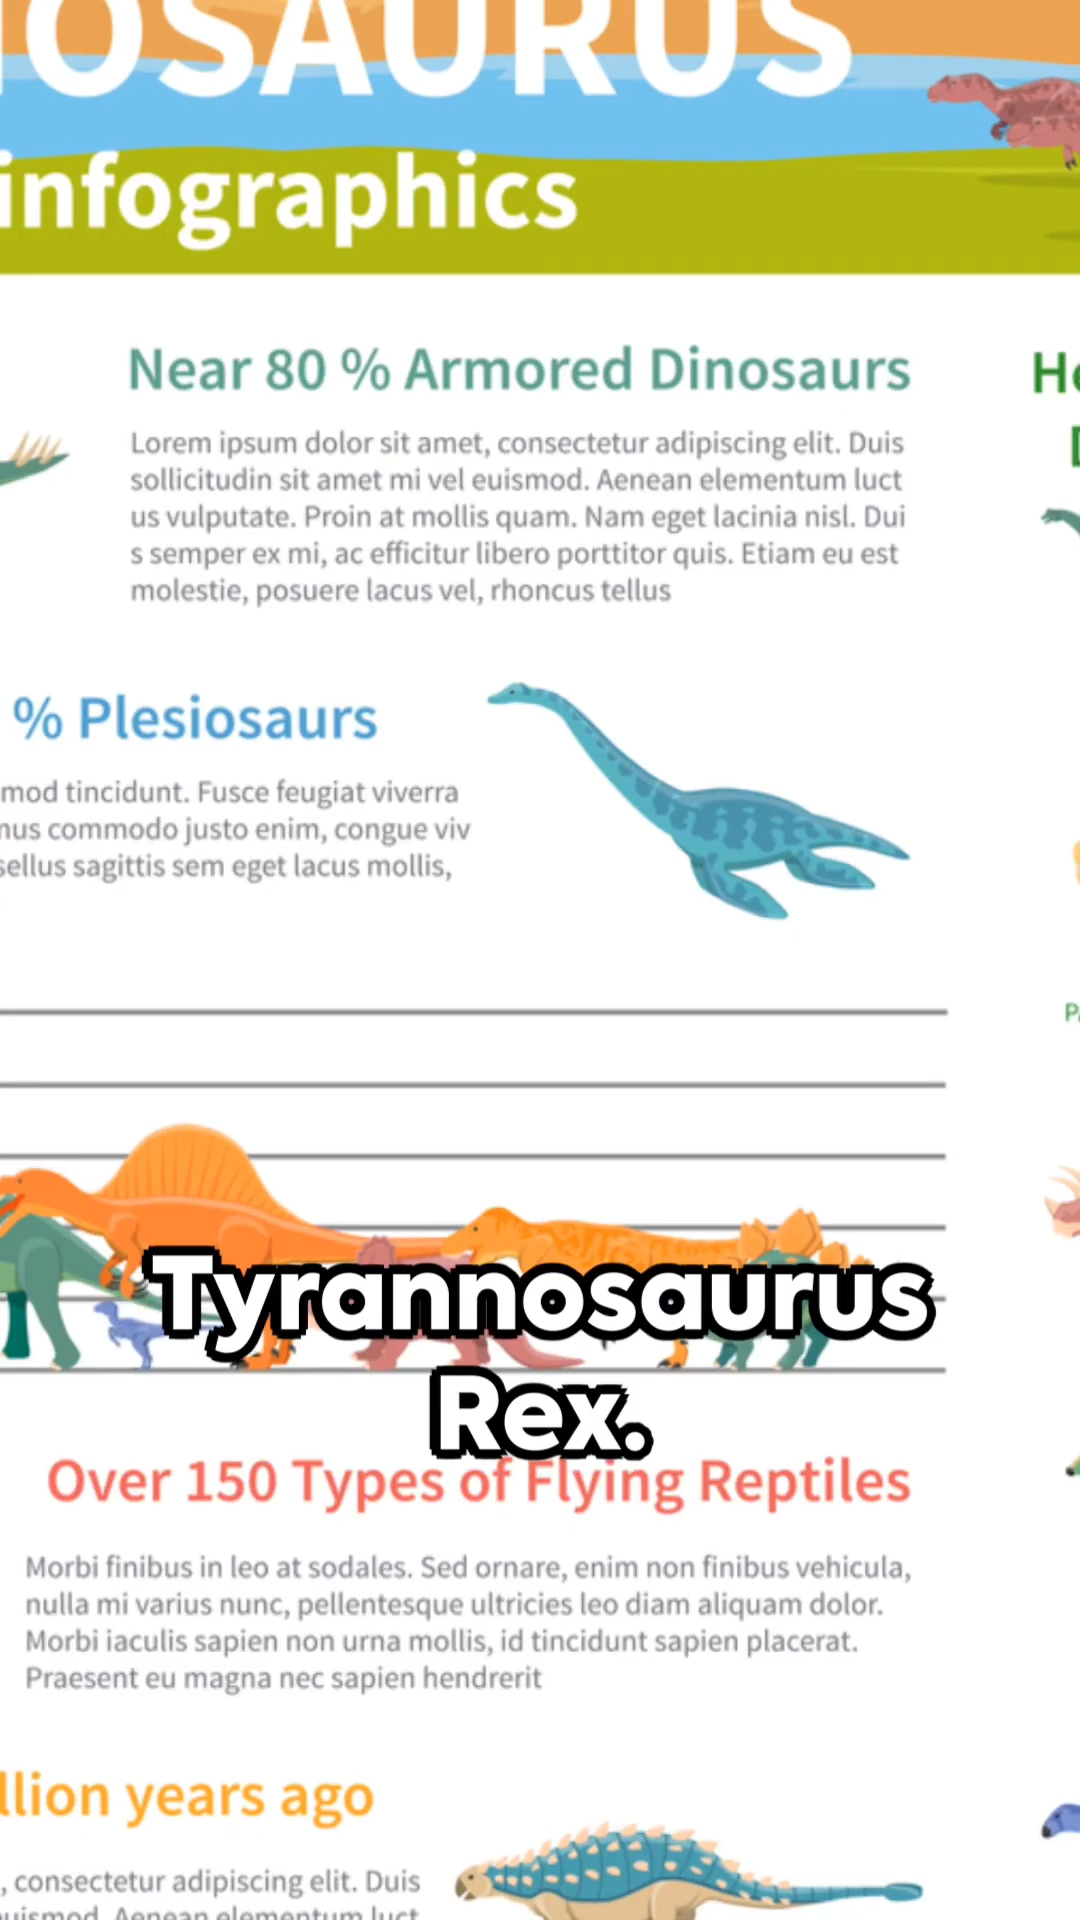 OSAURUS
infographics
Near 80 % Armored Dinosaurs
Lorem ipsum dolor sit amet, consectetur adipiscing elit. Duis
sollicitudin sit amet mi vel euismod. Aenean elementum luct
us vulputate. Proin at mollis quam. Nam eget lacinia nisl. Dui
s semper ex mi, ac efficitur libero porttitor quis. Etiam eu est
molestie, posuere lacus vel, rhoncus tellus
% Plesiosaurs
mod tincidunt. Fusce feugiat viverra
mus commodo justo enim, congue viv
sellus sagittis sem eget lacus mollis,
Tyrannosaurus
Rex.
Over 150 Types of Flying Reptiles
Morbi finibus in leo at sodales. Sed ornare, enim non finibus vehicula,
nulla mi varius nunc, pellentesque ultricies leo diam aliquam dolor.
Morbi iaculis sapien non urna mollis, id tincidunt sapien placerat.
Praesent eu magna nec sapien hendrerit
llion years ago
, consectetur adipiscing elit. Duis
euismod. Aenean elementum luct